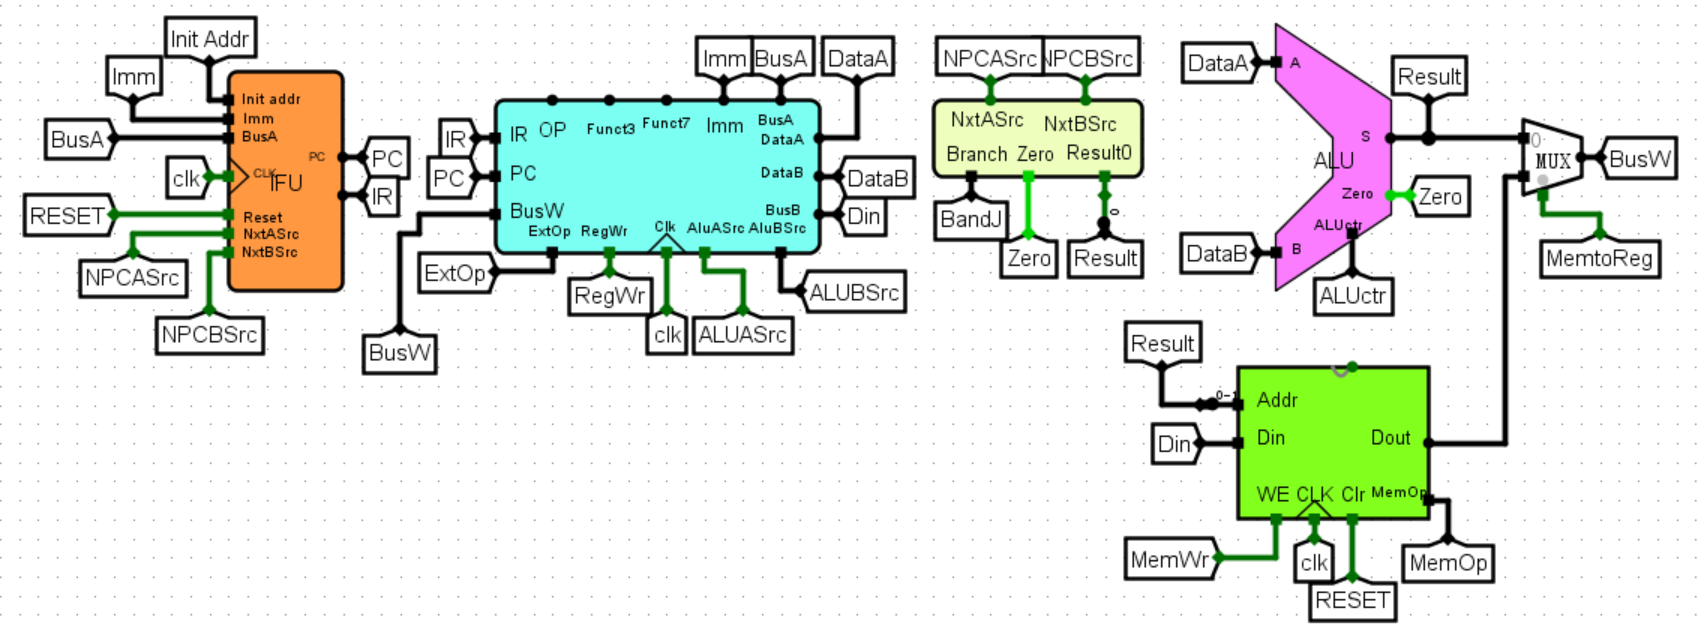 Init Addr
Imm
BusA
clk
RESET
NPCASrc
NPCBSrc
Init addr
Imm
BusA
CLK
IFU
PC
Reset
NxtASrc
NxtBSrc
PC
IR
IR
PC
BusW
ExtOp
Imm
BusA
DataA
IR
OP
Funct3
Funct7
Imm
BusA
DataA
PC
DataB
BusW
BusB
ExtOp
RegWr
Clk
AluASrc
AluBSrc
DataB
Din
RegWr
clk
ALUASrc
ALUBSrc
NPCASrc
NPCBSrc
NxtASrc
NxtBSrc
Branch
Zero
Result0
BandJ
Zero
0
Result
DataA
DataB
A
B
ALU
S
Zero
ALUctr
Result
Zero
ALUctr
0
MUX
BusW
MemtoReg
Result
Din
0-1
Addr
Din
Dout
WE
CLK
Clr
MemOp
MemWr
clk
RESET
MemOp